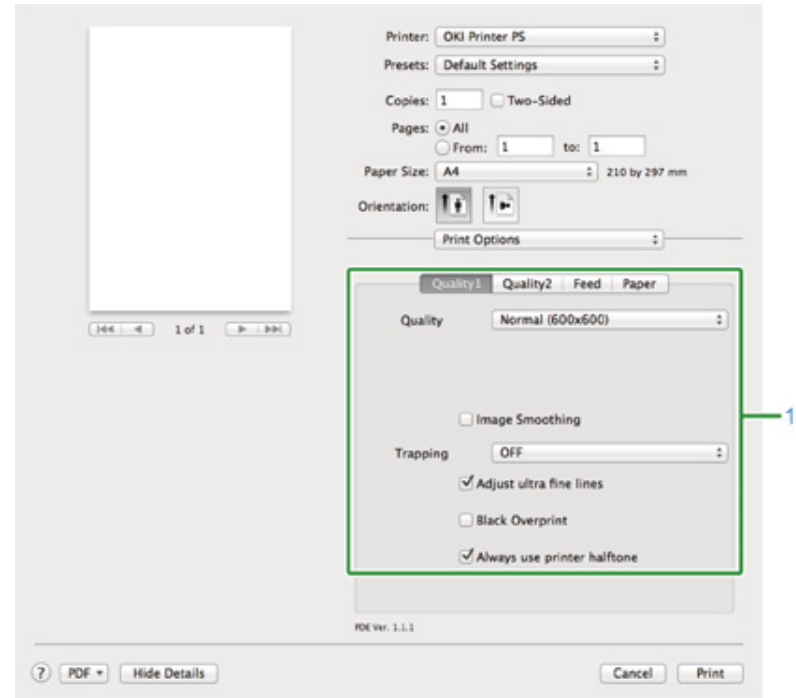 Printer: OKI Printer PS
Presets: Default Settings
Copies: 1 Two-Sided
Pages: All
From: 1 to: 1
Paper Size: A4 210 by 297 mm
Orientation:
Print Options
Quality1 Quality2 Feed Paper
1 of 1
Quality Normal (600x600)
1
Image Smoothing
Trapping OFF
Adjust ultra fine lines
Black Overprint
Always use printer halftone
PDE Ver. 1.1.1
? PDF Hide Details Cancel Print